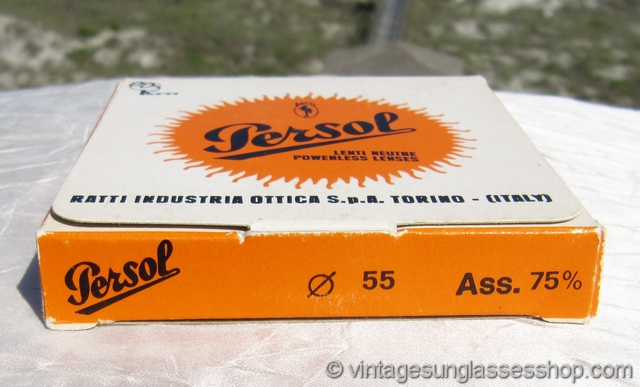 Persol
LENTI NEUTRE
POWERLESS LENSES
RATTI INDUSTRIA OTTICA S.p.A. TORINO - (ITALY)
Persol Ø 55 Ass. 75%
© vintagesunglassesshop.com